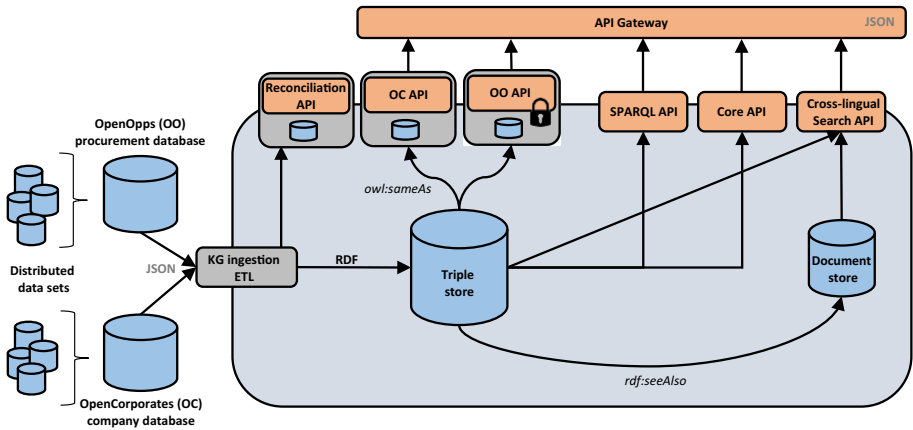 API Gateway
JSON
Reconciliation
API
OC API
OO API
SPARQL API
Core API
Cross-lingual
Search API
OpenOpps (OO)
procurement database
owl:sameAs
JSON
KG ingestion
ETL
RDF
Triple
store
Document
store
Distributed
data sets
rdf:seeAlso
OpenCorporates (OC)
company database